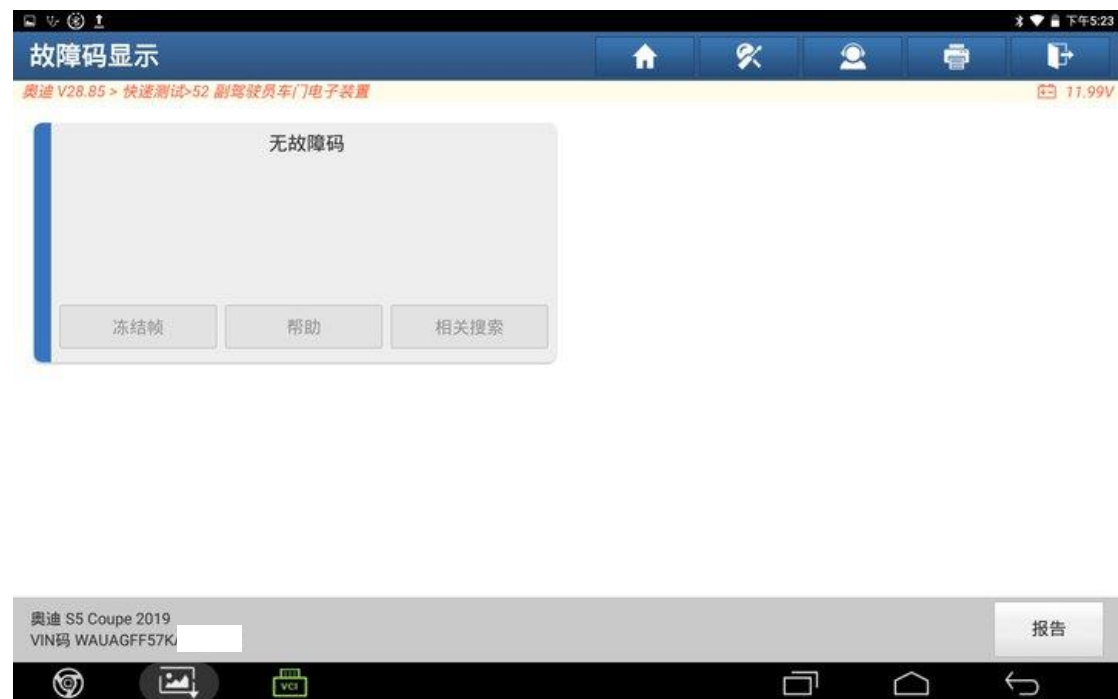 下午5:23
故障码显示
奥迪 V28.85 > 快速测试>52 副驾驶员车门电子装置
11.99V
无故障码
冻结帧 帮助 相关搜索
奥迪 S5 Coupe 2019
VIN码 WAUAGFF57K
报告
VCI